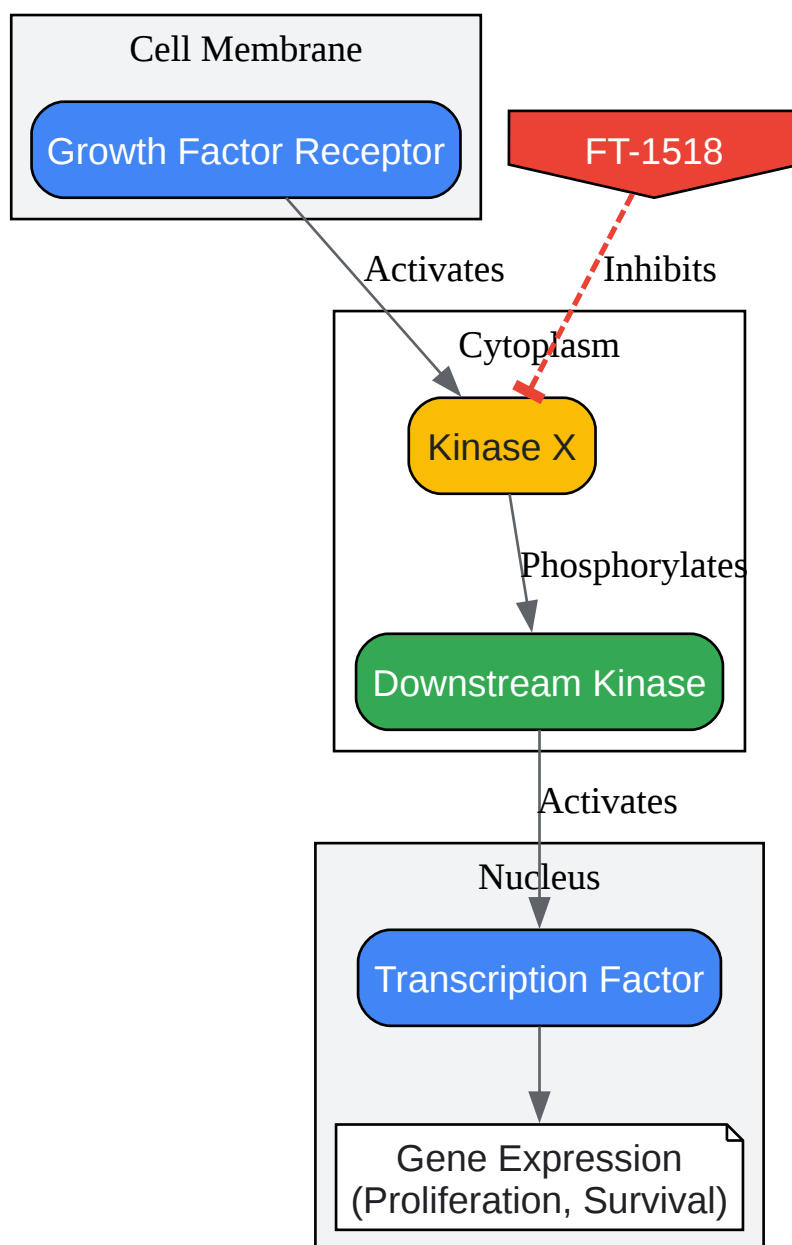 Cell Membrane
Growth Factor Receptor
FT-1518
Activates
Inhibits
Cytoplasm
Kinase X
Phosphorylates
Downstream Kinase
Activates
Nucleus
Transcription Factor
Gene Expression
(Proliferation, Survival)